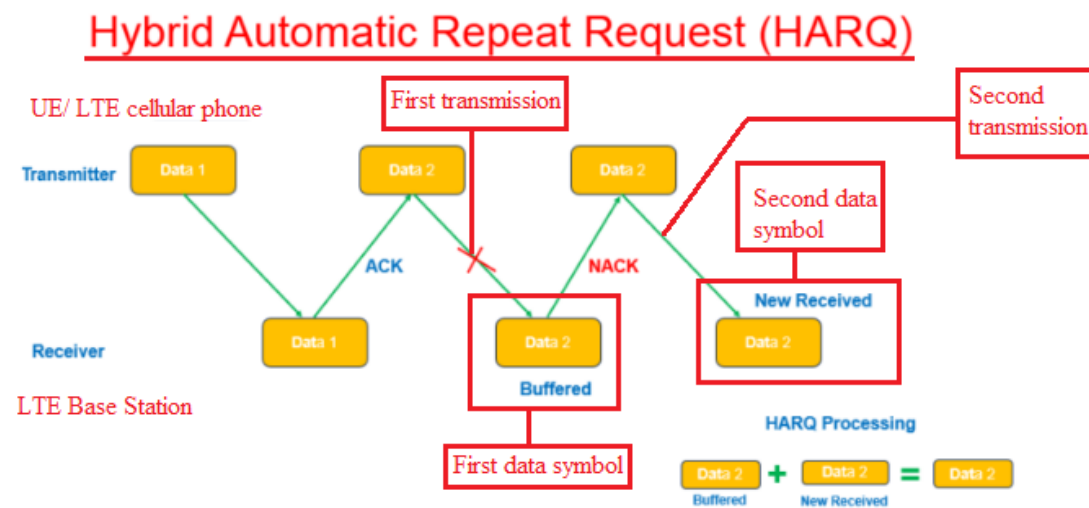 Hybrid Automatic Repeat Request (HARQ)
UE/ LTE cellular phone
First transmission
Second
transmission
Transmitter
Data 1
Data 2
Data 2
Second data
symbol
ACK
NACK
New Received
Receiver
Data 1
Data 2
Data 2
Buffered
LTE Base Station
HARQ Processing
First data symbol
Data 2 + Data 2 = Data 2
Buffered
New Received